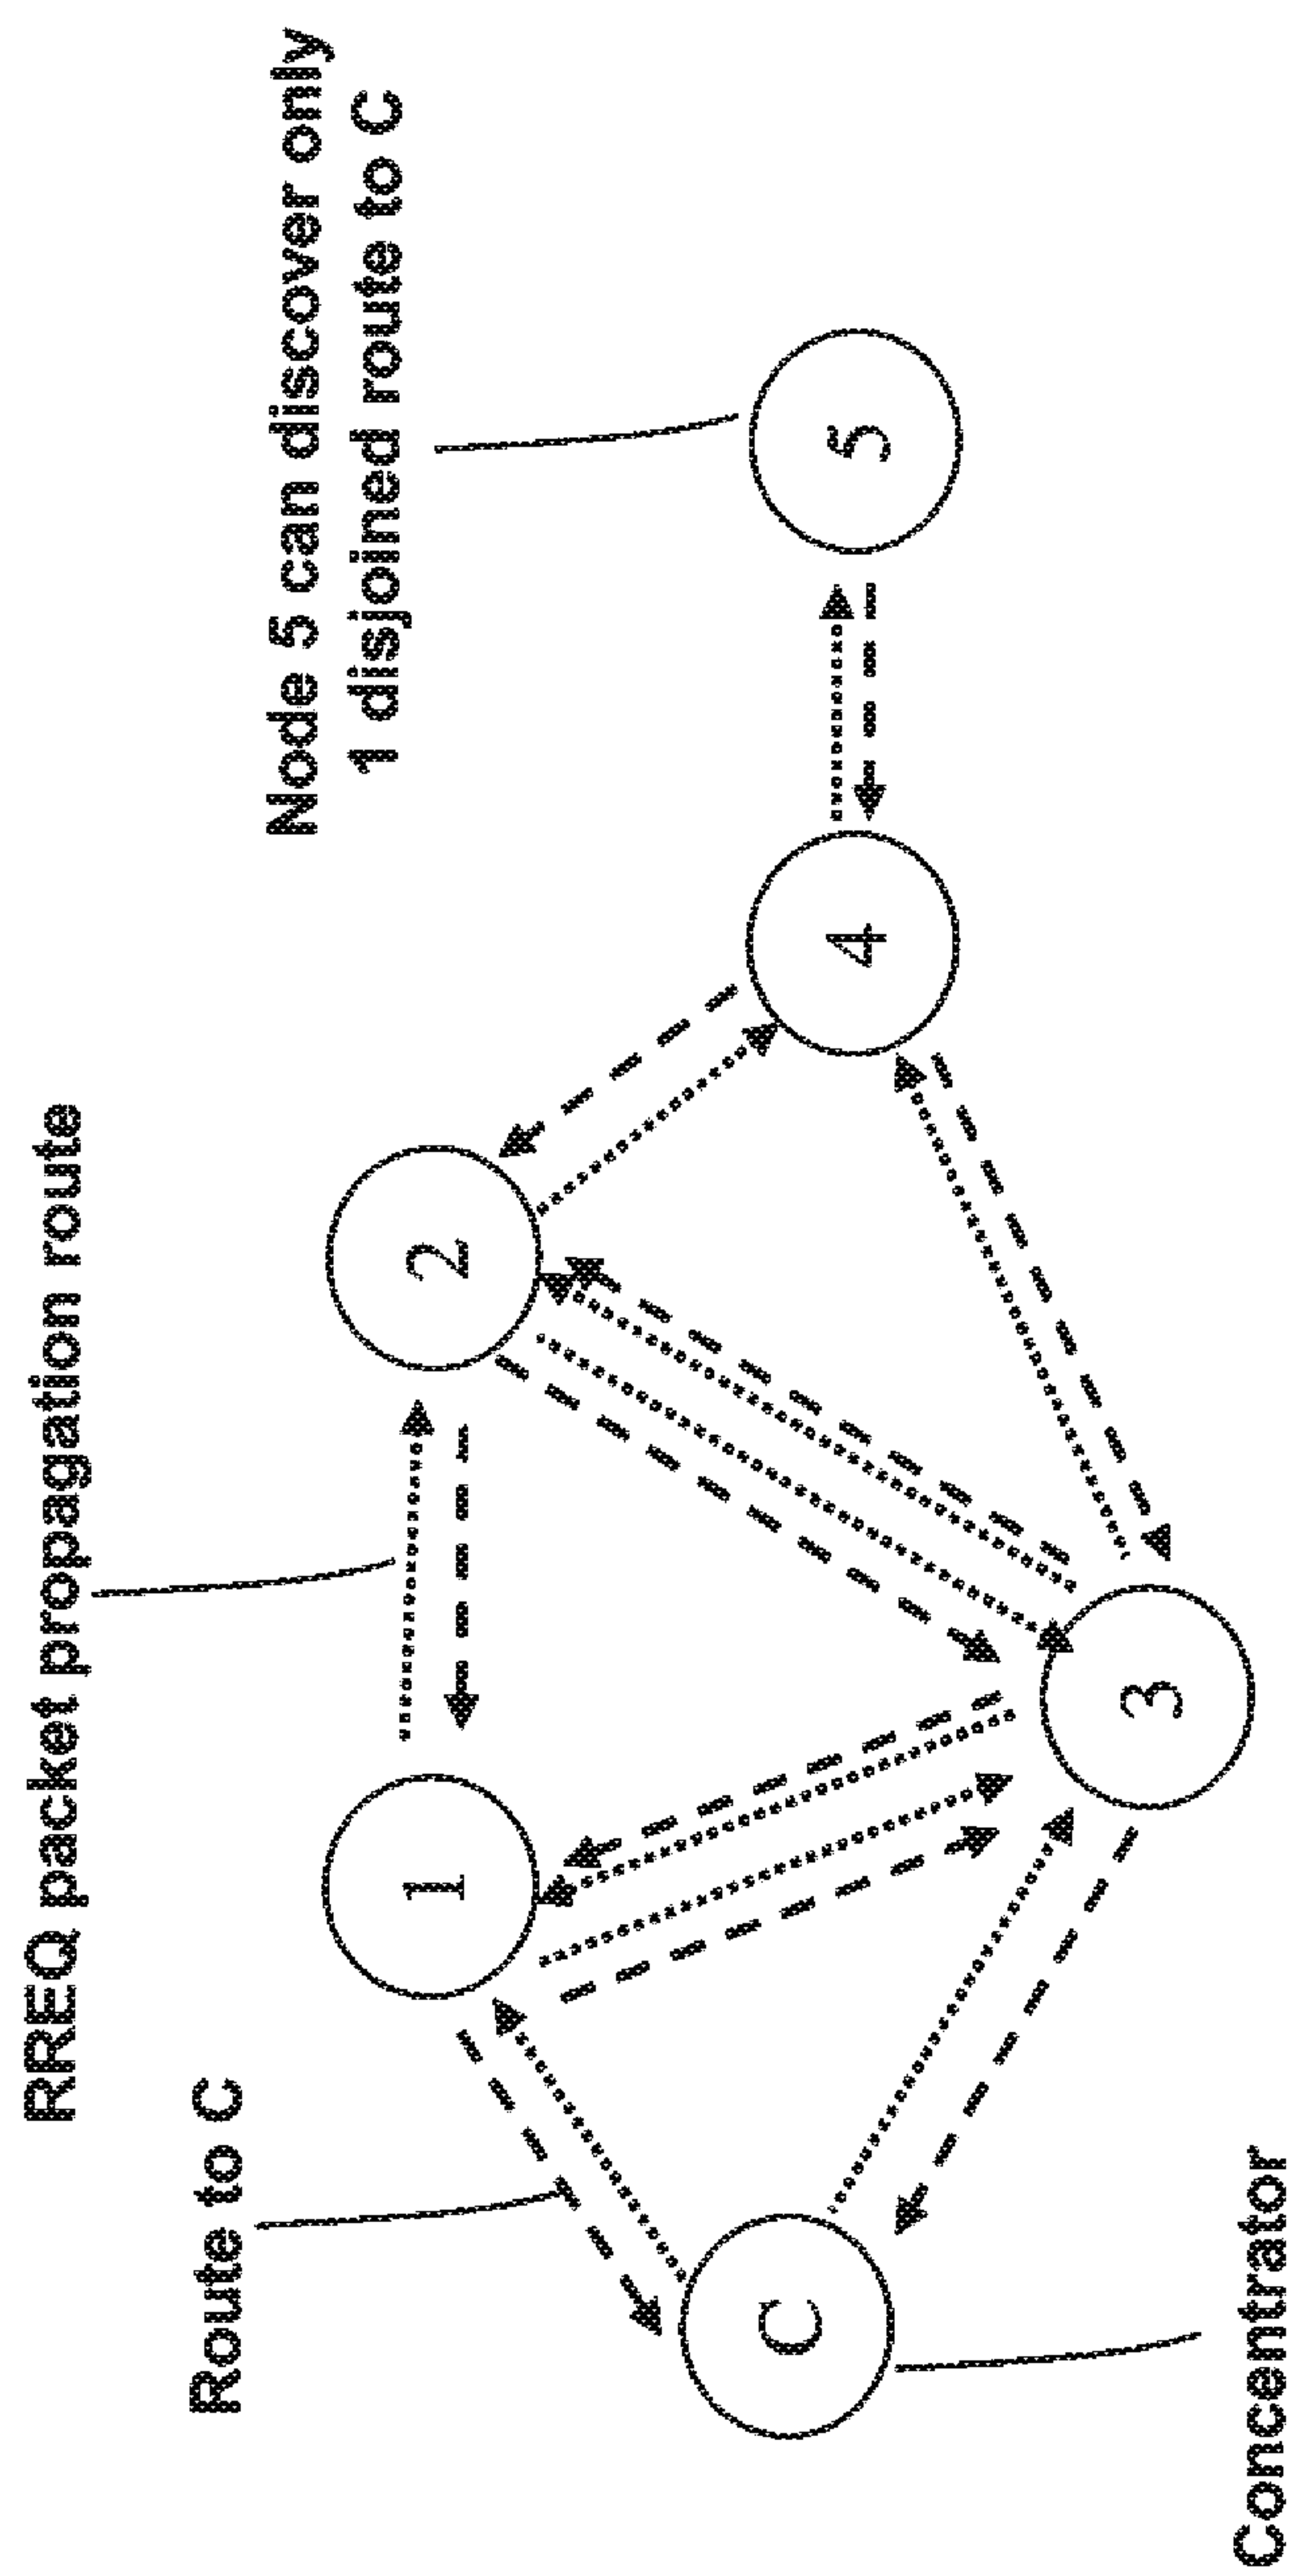 RREQ packet propagation route
Route to C
Node 5 can discover only
1 disjoined route to C
1
2
C
4
5
3
Concentrator